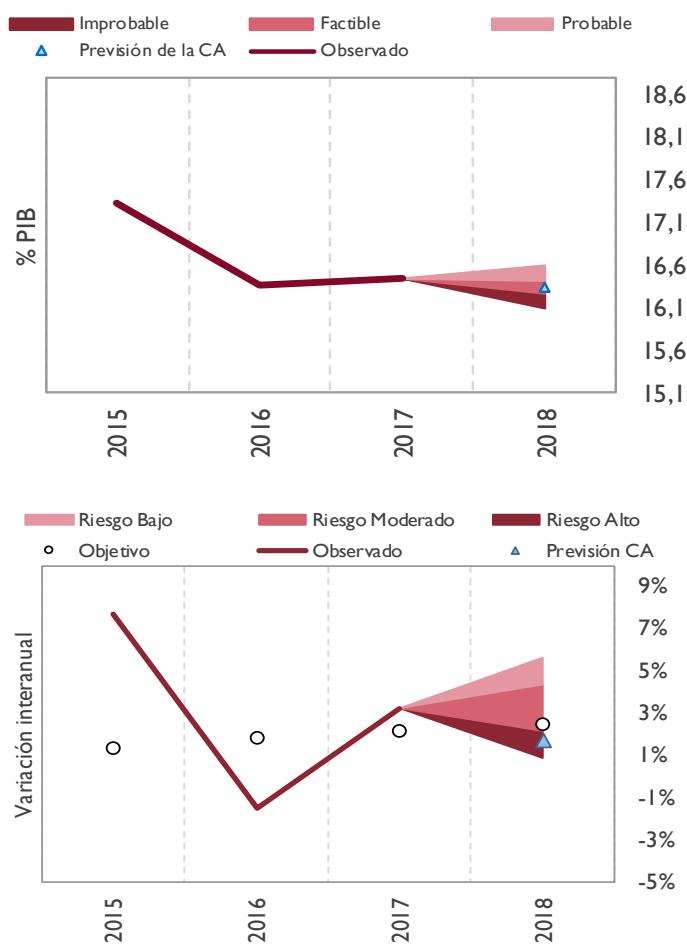 Improbable Factible Probable
Previsión de la CA Observado
% PIB
18,6
18,1
17,6
17,1
16,6
16,1
15,6
15,1
2015 2016 2017 2018
Riesgo Bajo Riesgo Moderado Riesgo Alto
Objetivo Observado Previsión CA
Variación interanual
9%
7%
5%
3%
1%
-1%
-3%
-5%
2015 2016 2017 2018